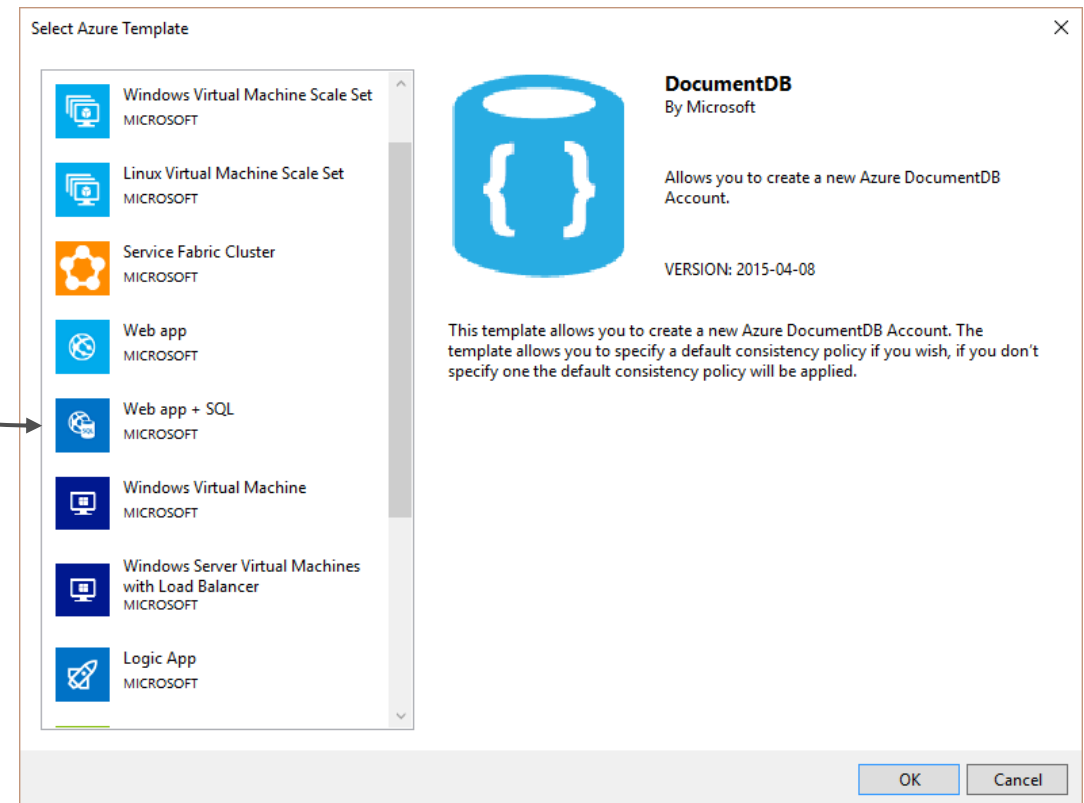 Select Azure Template
Windows Virtual Machine Scale Set
MICROSOFT
Linux Virtual Machine Scale Set
MICROSOFT
Service Fabric Cluster
MICROSOFT
Web app
MICROSOFT
Web app + SQL
MICROSOFT
Windows Virtual Machine
MICROSOFT
Windows Server Virtual Machines
with Load Balancer
MICROSOFT
Logic App
MICROSOFT
{ }
SQL
DocumentDB
By Microsoft
Allows you to create a new Azure DocumentDB
Account.
VERSION: 2015-04-08
This template allows you to create a new Azure DocumentDB Account. The
template allows you to specify a default consistency policy if you wish, if you don't
specify one the default consistency policy will be applied.
OK
Cancel